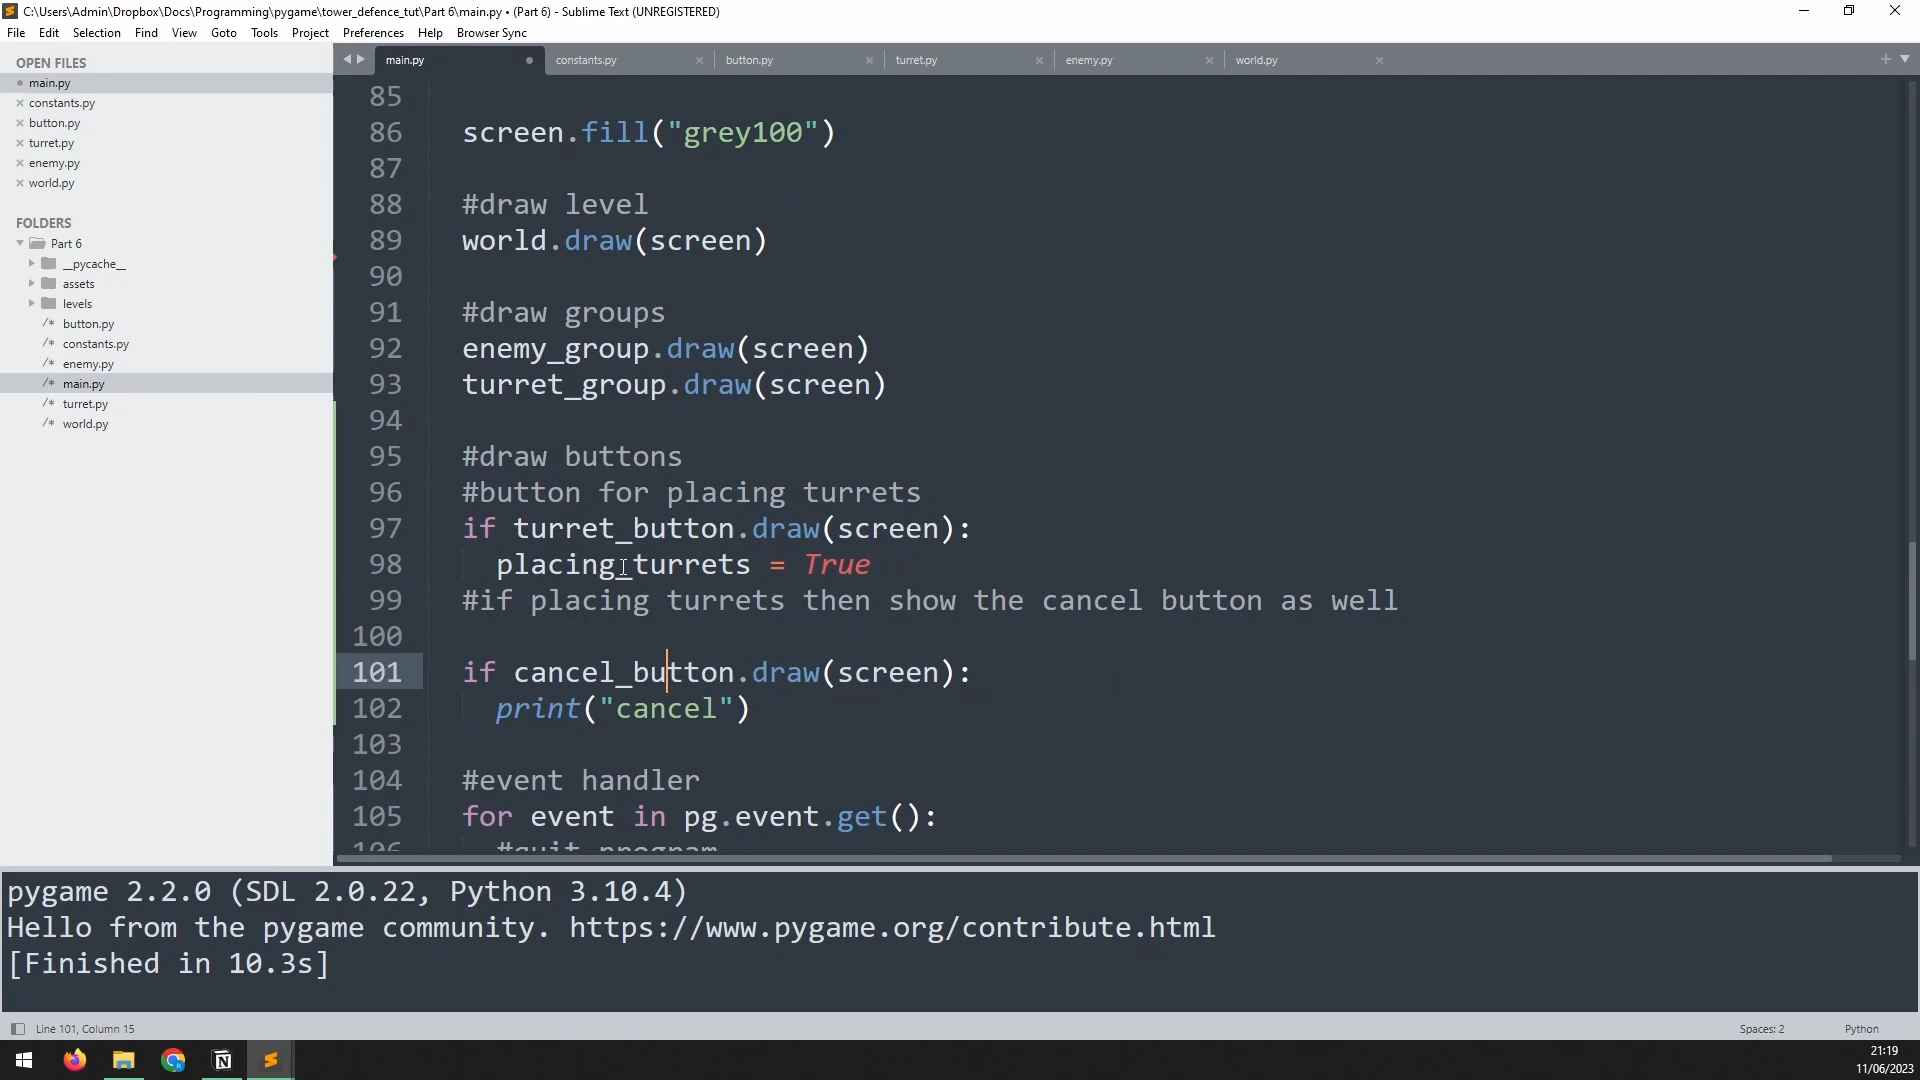 C:\Users\Admin\Dropbox\Docs\Programming\pygame\tower_defence_tut\Part 6\main.py • (Part 6) - Sublime Text (UNREGISTERED)
File Edit Selection Find View Goto Tools Project Preferences Help Browser Sync
OPEN FILES
main.py
constants.py
button.py
turret.py
enemy.py
world.py
FOLDERS
Part 6
__pycache__
assets
levels
/* button.py
/* constants.py
/* enemy.py
/* main.py
/* turret.py
/* world.py
main.py constants.py button.py turret.py enemy.py world.py
85
86 screen.fill("grey100")
87
88 #draw level
89 world.draw(screen)
90
91 #draw groups
92 enemy_group.draw(screen)
93 turret_group.draw(screen)
94
95 #draw buttons
96 #button for placing turrets
97 if turret_button.draw(screen):
98 placing_turrets = True
99 #if placing turrets then show the cancel button as well
100
101 if cancel_button.draw(screen):
102 print("cancel")
103
104 #event handler
105 for event in pg.event.get():
106 #quit program
pygame 2.2.0 (SDL 2.0.22, Python 3.10.4)
Hello from the pygame community. https://www.pygame.org/contribute.html
[Finished in 10.3s]
Line 101, Column 15
Spaces: 2
Python
21:19
11/06/2023